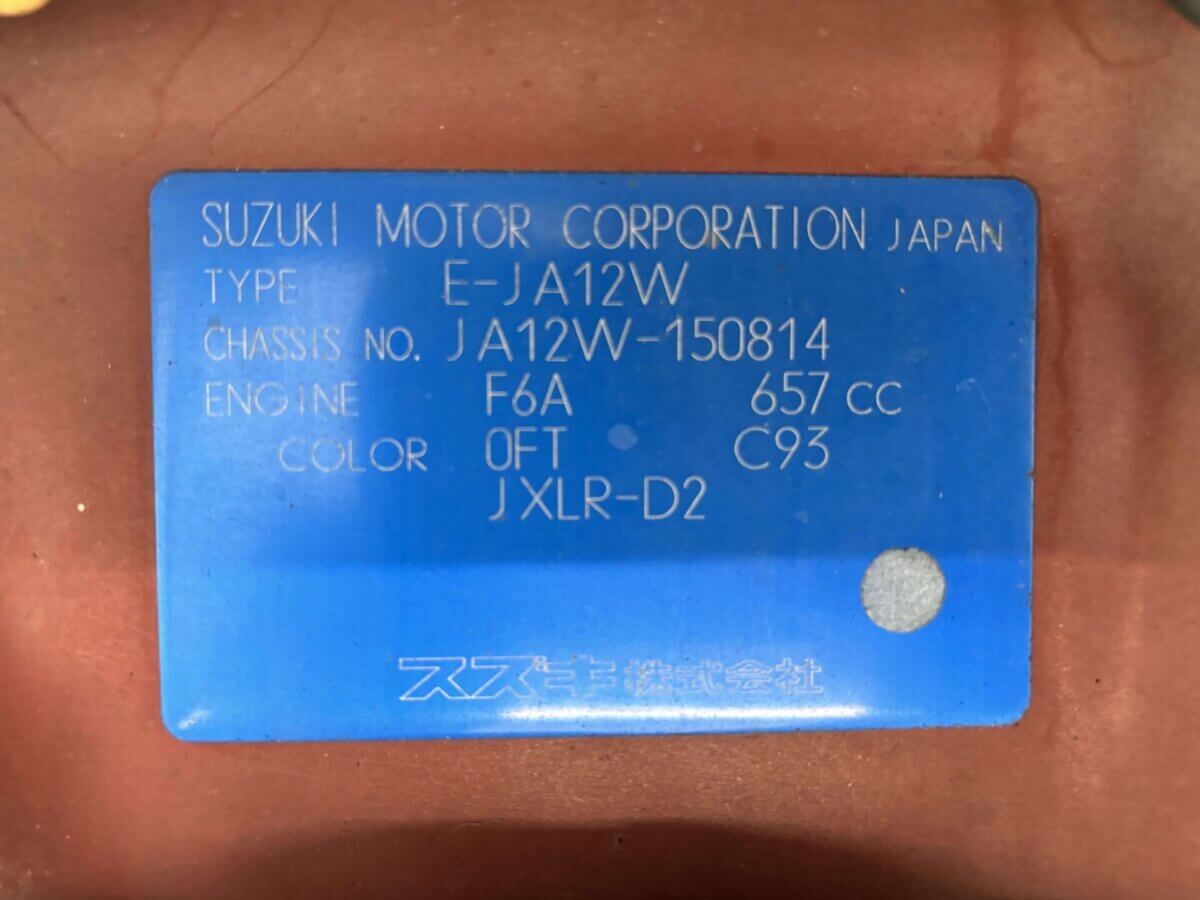 SUZUKI MOTOR CORPORATION JAPAN
TYPE E-JA12W
CHASSIS NO. JA12W-150814
ENGINE F6A 657 cc
COLOR 0FT C93
JXLR-D2
スズキ株式会社